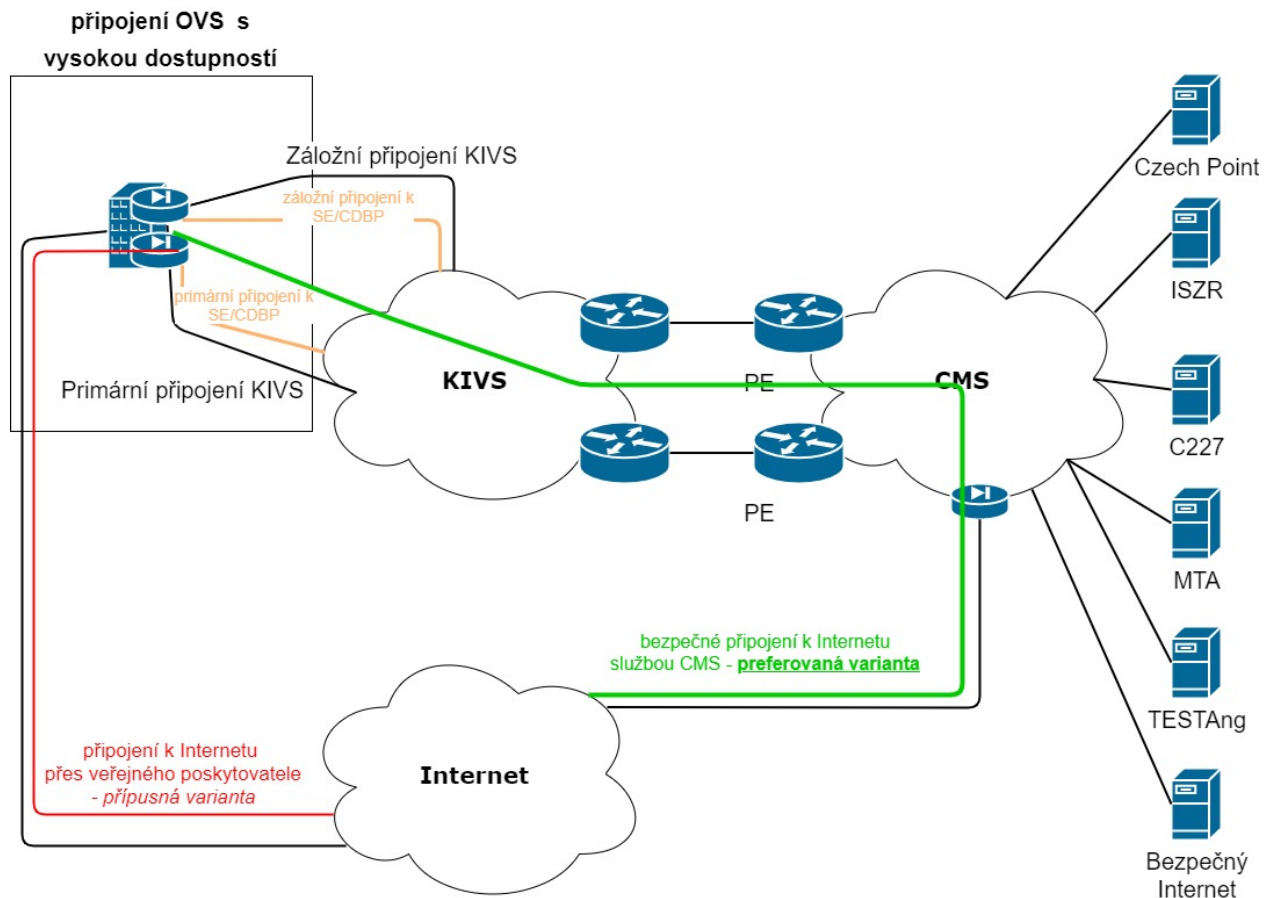 připojení OVS s
vysokou dostupností
Záložní připojení KIVS
záložní připojení k
SE/CDBP
primární připojení k
SE/CDBP
Primární připojení KIVS
KIVS
PE
CMS
PE
Czech Point
ISZR
C227
MTA
TESTAng
Bezpečný
Internet
bezpečné připojení k Internetu
službou CMS - preferovaná varianta
připojení k Internetu
přes veřejného poskytovatele
- přípusná varianta
Internet